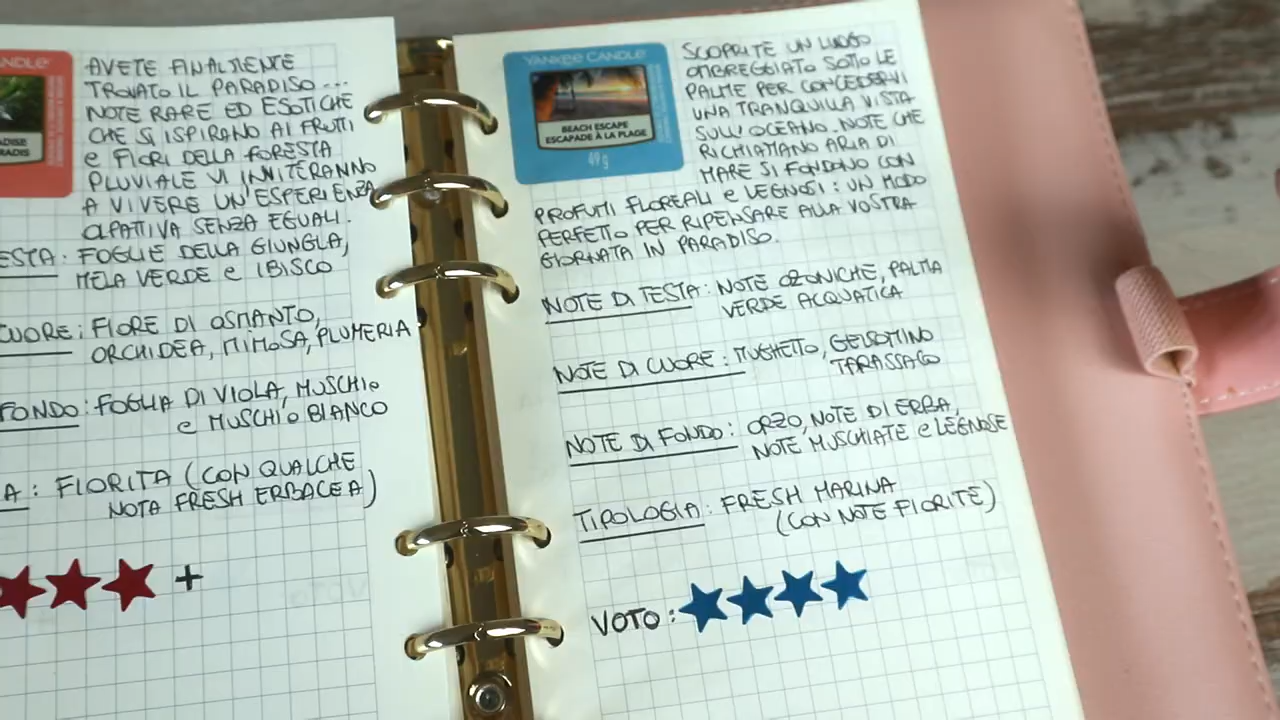 NDLE
ADISE
RADIS
AVETE FINALMENTE
TROVATO IL PARADISO...
NOTE RARE ED ESOTICHE
CHE SI ISPIRANO AI FRUTTI
e FIORI DELLA FORESTA
PLUVIALE VI INVITERANNO
A VIVERE UN'ESPERIENZA
OLFATTIVA SENZA EGUALI.
ESTA: FOGLIE DELLA GIUNGLA,
MELA VERDE e IBISCO
CUORE: FIORE DI OSMANTO,
ORCHIDEA, MIMOSA, PLUMERIA
FONDO: FOGLIA DI VIOLA, MUSCHIO
e MUSCHIO BIANCO
A: FIORITA (CON QUALCHE
NOTA FRESH ERBACEA)
+
YANKEE CANDLE
BEACH ESCAPE
ESCAPADE À LA PLAGE
49 g
SCOPRITE UN LUOGO
OMBREGGIATO SOTTO LE
PALME PER CONCEDERVI
UNA TRANQUILLA VISTA
SULL'OCEANO. NOTE CHE
RICHIAMANO ARIA DI
MARE SI FONDONO CON
PROFUMI FLOREALI e LEGNOSI: UN MODO
PERFETTO PER RIPENSARE ALLA VOSTRA
GIORNATA IN PARADISO.
NOTE DI TESTA: NOTE OZONICHE, PALMA
VERDE ACQUATICA
NOTE DI CUORE: MUGHETTO, GELSOMINO
TARASSACO
NOTE DI FONDO: ORZO, NOTE DI ERBA,
NOTE MUSCHIATE e LEGNOSE
TIPOLOGIA: FRESH MARINA
(CON NOTE FIORITE)
VOTO: